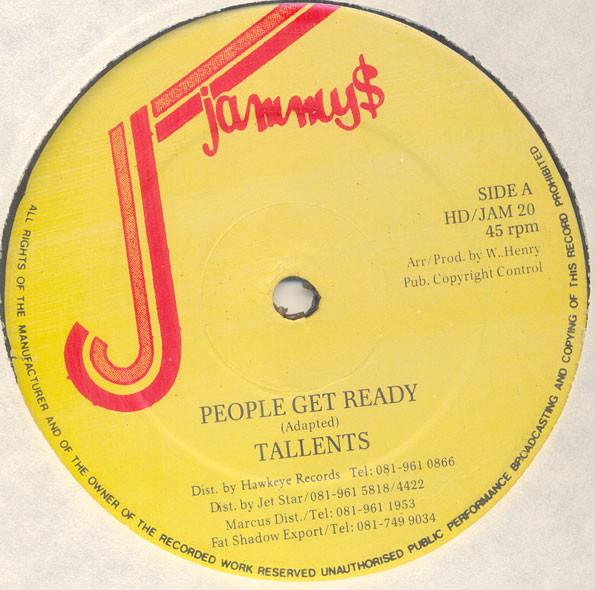 Jammy$
SIDE A
HD/JAM 20
45 rpm
Arr/Prod. by W. Henry
Pub. Copyright Control
PEOPLE GET READY
(Adapted)
TALLENTS
Dist. by Hawkeye Records Tel: 081-961 0866
Dist. by Jet Star/081-961 5818/4422
Marcus Dist./Tel: 081-961 1953
Fat Shadow Export/Tel: 081-749 9034
ALL RIGHTS OF THE MANUFACTURER AND OF THE OWNER OF THE RECORDED WORK RESERVED UNAUTHORISED PUBLIC PERFORMANCE BROADCASTING AND COPYING OF THIS RECORD PROHIBITED